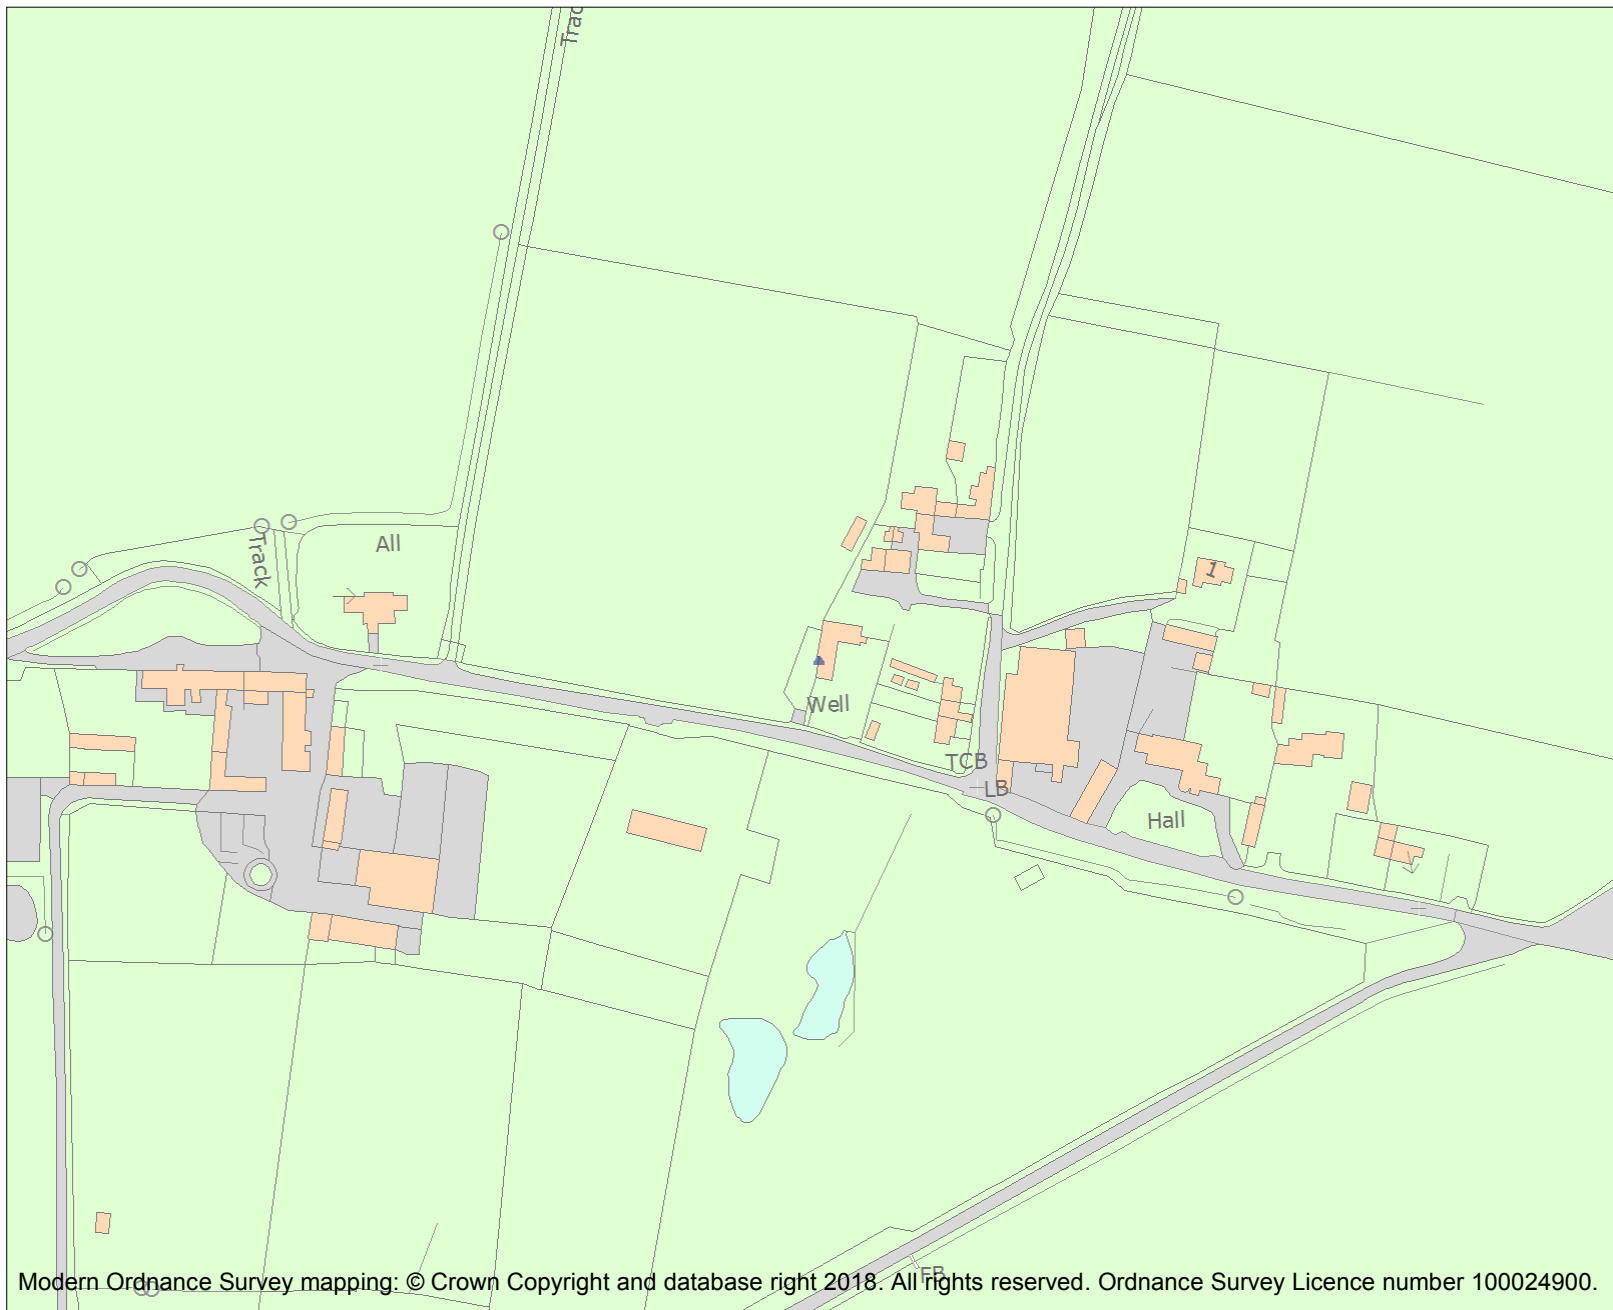 Track
All
1
Well
TCB
LB
Hall
FB
Modern Ordnance Survey mapping: © Crown Copyright and database right 2018. All rights reserved. Ordnance Survey Licence number 100024900.